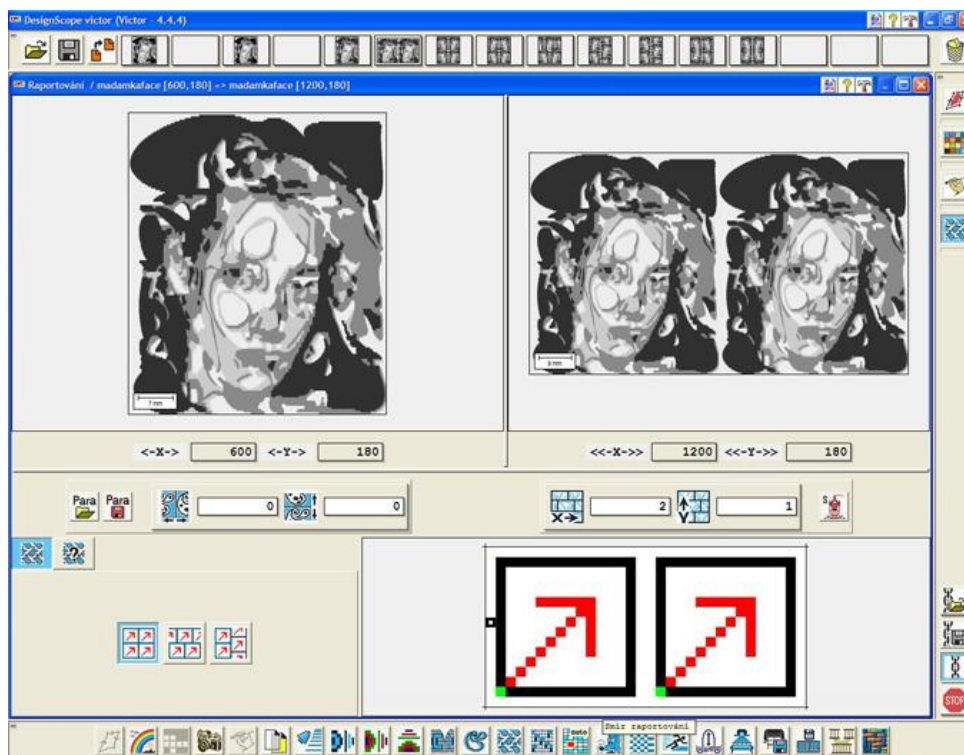 DesignScope victor (Victor - 4.4.4)
Raportování / madamkaface [600,180] => madamkaface [1200,180]
7 mm
9 mm
<-X-> 600 <-Y-> 180
<<-X->> 1200 <<-Y->> 180
Para Para 0 0 X 2 Y 1 S
Směr raportování
auto
STOP